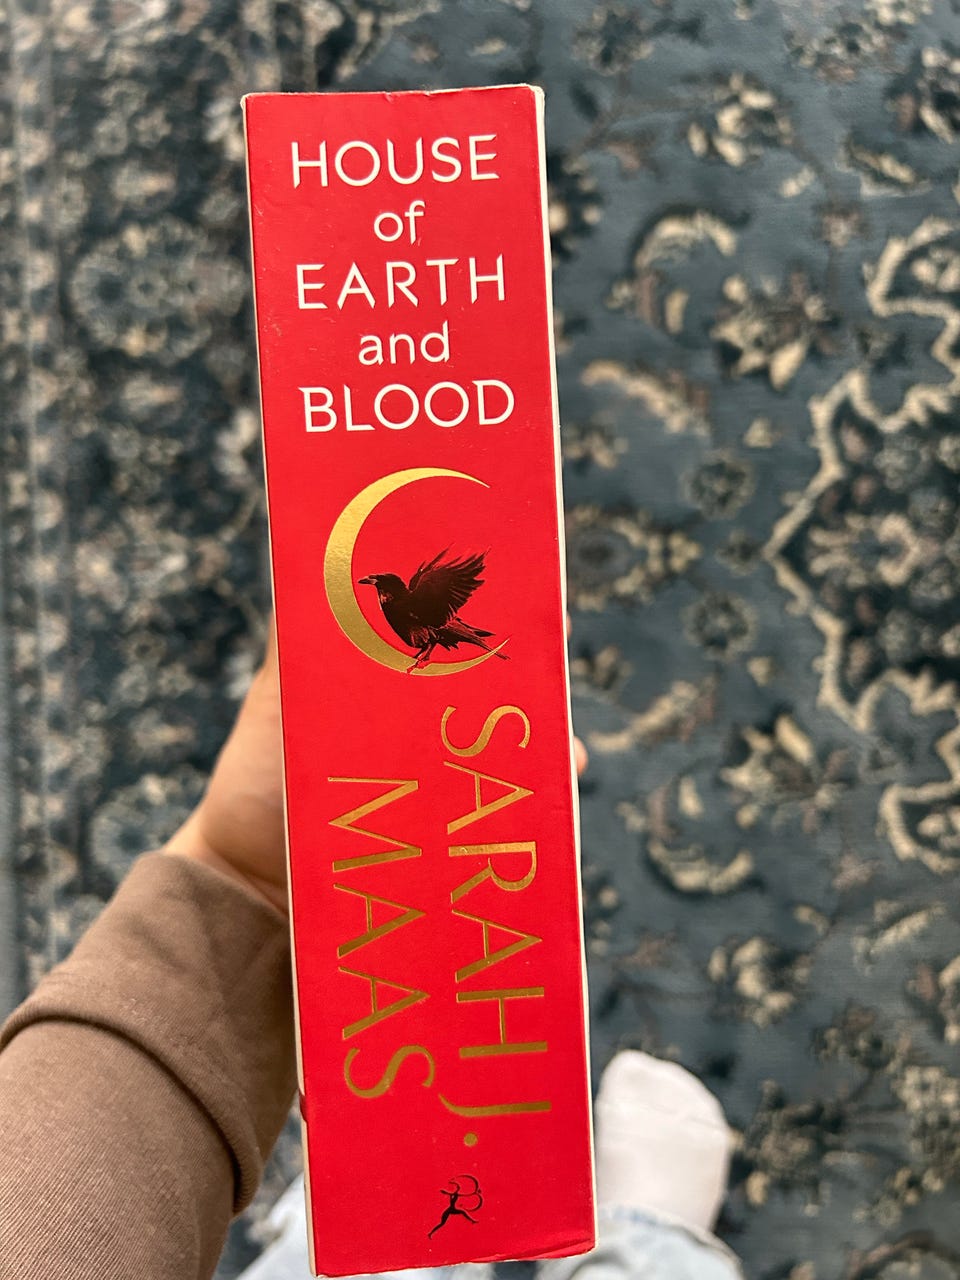 HOUSE
of
EARTH
and
BLOOD
SARAH J.
MAAS